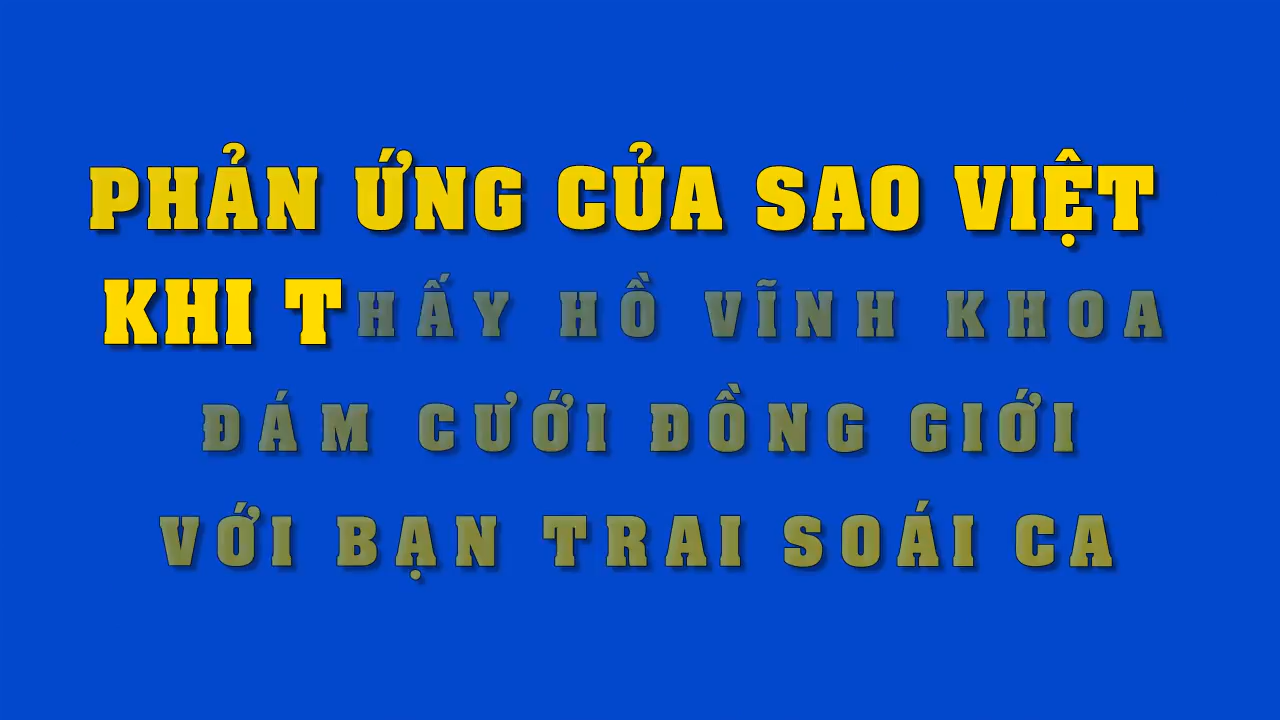 PHẢN ỨNG CỦA SAO VIỆT
KHI THẤY HỒ VĨNH KHOA
ĐÁM CƯỚI ĐỒNG GIỚI
VỚI BẠN TRAI SOÁI CA